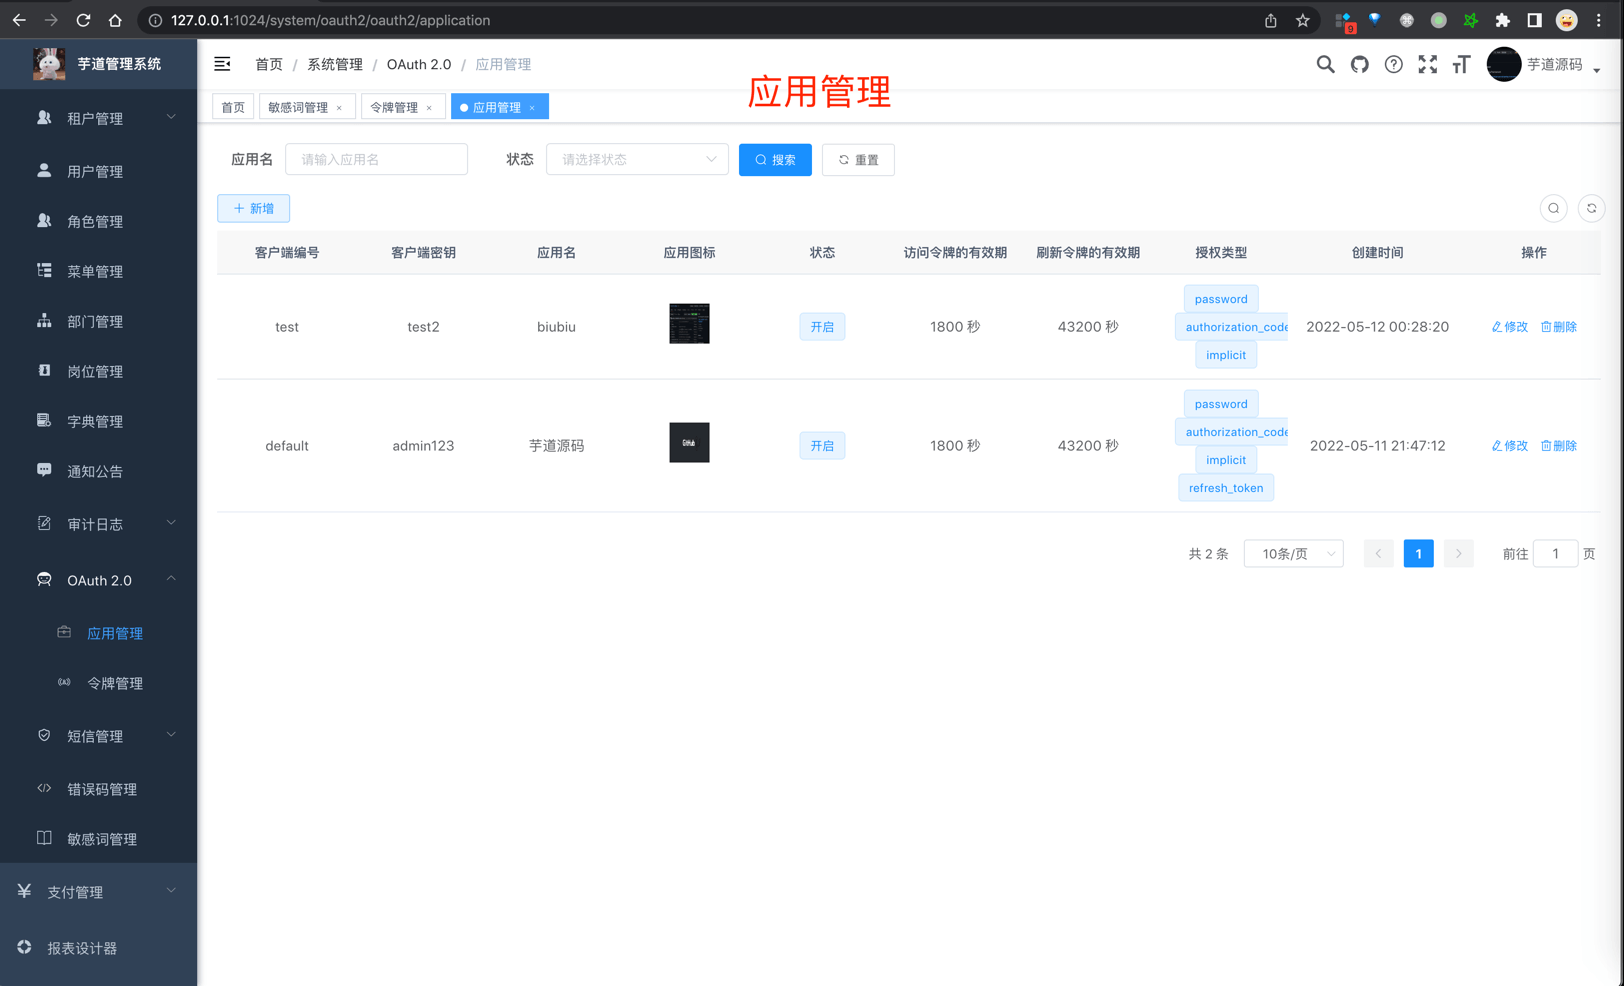 127.0.0.1:1024/system/oauth2/oauth2/application
0
芋道管理系统
首页 / 系统管理 / OAuth 2.0 / 应用管理
芋道源码
应用管理
首页
敏感词管理 ×
令牌管理 ×
应用管理 ×
租户管理
用户管理
角色管理
菜单管理
部门管理
岗位管理
字典管理
通知公告
审计日志
OAuth 2.0
应用管理
令牌管理
短信管理
错误码管理
敏感词管理
支付管理
报表设计器
应用名 请输入应用名 状态 请选择状态 搜索 重置
+ 新增
客户端编号 客户端密钥 应用名 应用图标 状态 访问令牌的有效期 刷新令牌的有效期 授权类型 创建时间 操作
password
test test2 biubiu 开启 1800 秒 43200 秒 authorization_code 2022-05-12 00:28:20 修改 删除
implicit
password
authorization_code
default admin123 芋道源码 GitHub 开启 1800 秒 43200 秒 2022-05-11 21:47:12 修改 删除
implicit
refresh_token
共 2 条 10条/页 1 前往 1 页